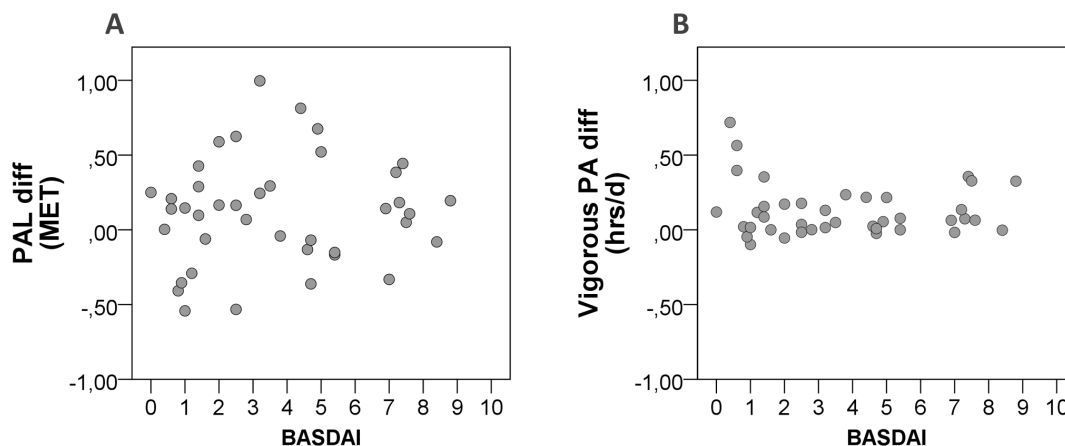 A
PAL diff
(MET)
1,00
,50
,00
-,50
-1,00
0 1 2 3 4 5 6 7 8 9 10
BASDAI
B
Vigorous PA diff
(hrs/d)
1,00
,50
,00
-,50
-1,00
0 1 2 3 4 5 6 7 8 9 10
BASDAI